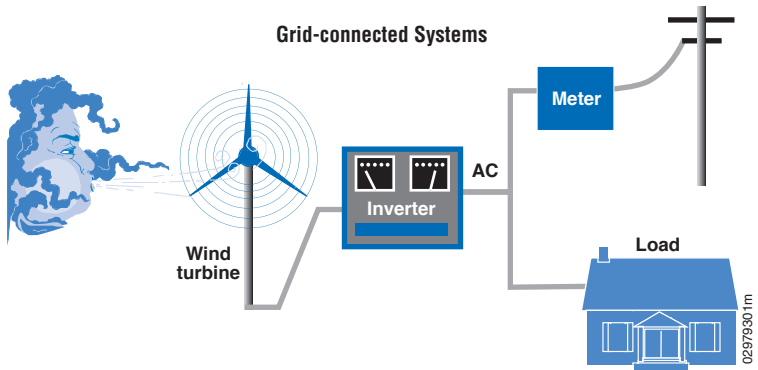 Grid-connected Systems
Meter
AC
Inverter
Wind
turbine
Load
02979301m